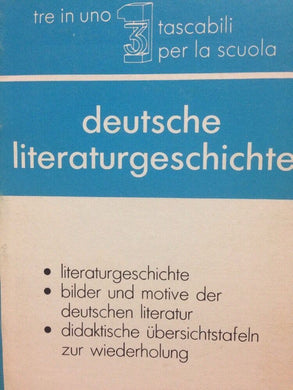 tre in uno
13
tascabili
per la scuola
deutsche
literaturgeschichte
• literaturgeschichte
• bilder und motive der
deutschen literatur
• didaktische übersichtstafeln
zur wiederholung